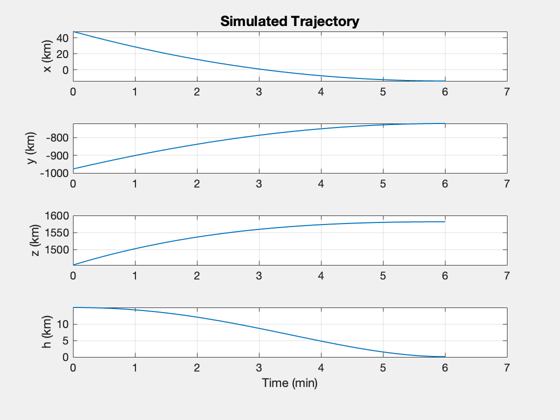 Simulated Trajectory
x (km)
40
20
0
0 1 2 3 4 5 6 7
y (km)
-800
-900
-1000
0 1 2 3 4 5 6 7
z (km)
1600
1550
1500
0 1 2 3 4 5 6 7
h (km)
10
5
0
0 1 2 3 4 5 6 7
Time (min)